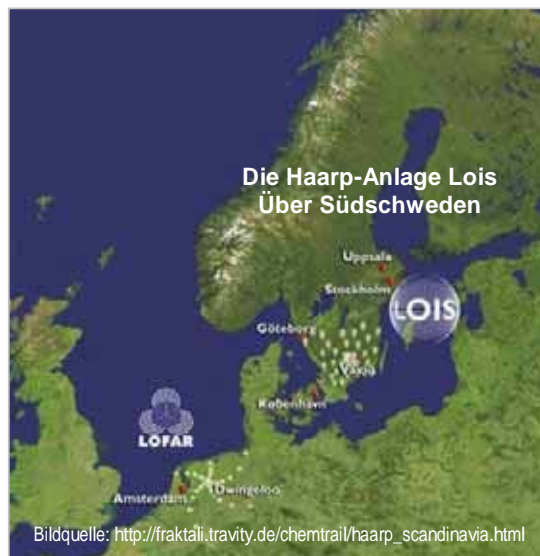 Die Haarp-Anlage Lois
Über Südschweden
Uppsala
Stockholm
LOIS
Göteborg
Växjö
København
LOFAR
Dwingeloo
Amsterdam
Bildquelle: http://fraktali.travity.de/chemtrail/haarp_scandinavia.html